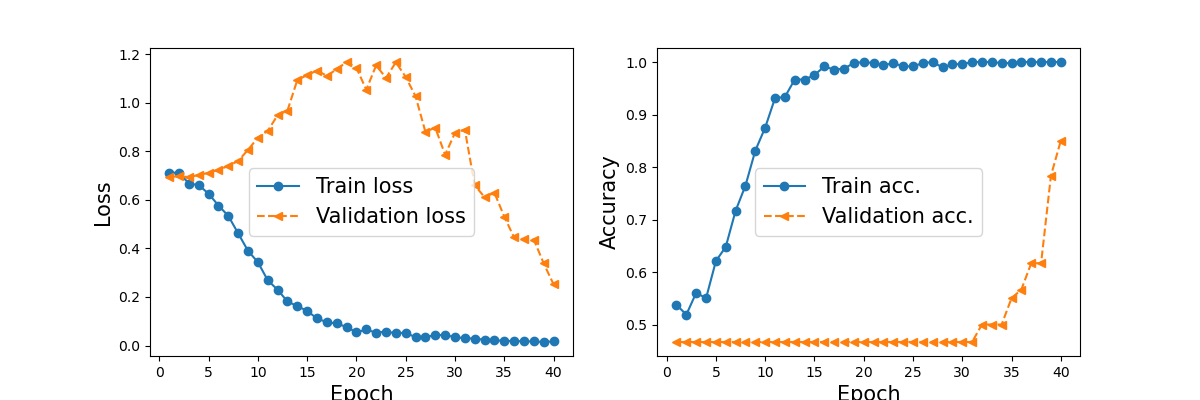 1.2
1.0
0.8
0.6
0.4
0.2
0.0
Loss
Train loss
Validation loss
0 5 10 15 20 25 30 35 40
Epoch
1.0
0.9
0.8
0.7
0.6
0.5
Accuracy
Train acc.
Validation acc.
0 5 10 15 20 25 30 35 40
Epoch